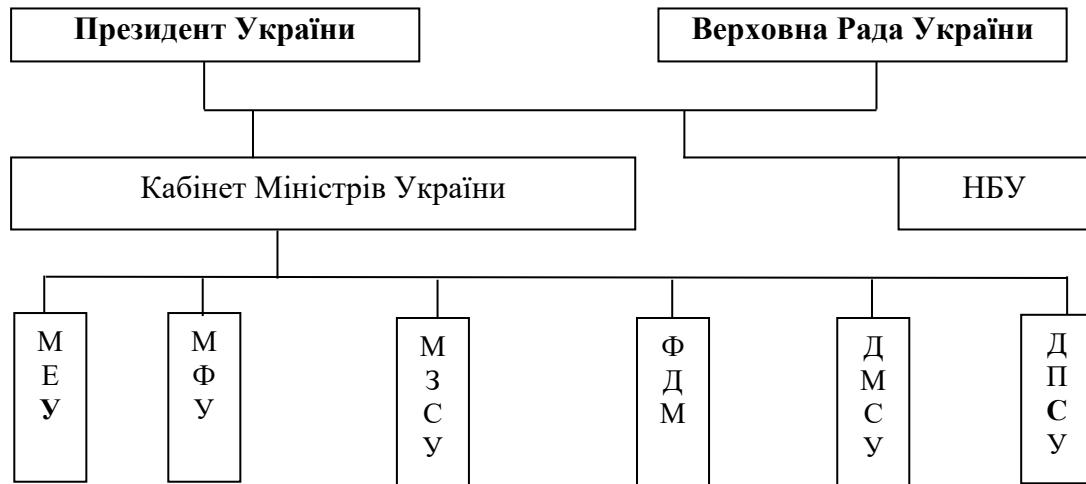 Президент України
Верховна Рада України
Кабінет Міністрів України
НБУ
М
Е
У
М
Ф
У
М
З
С
У
Ф
Д
М
Д
М
С
У
Д
П
С
У